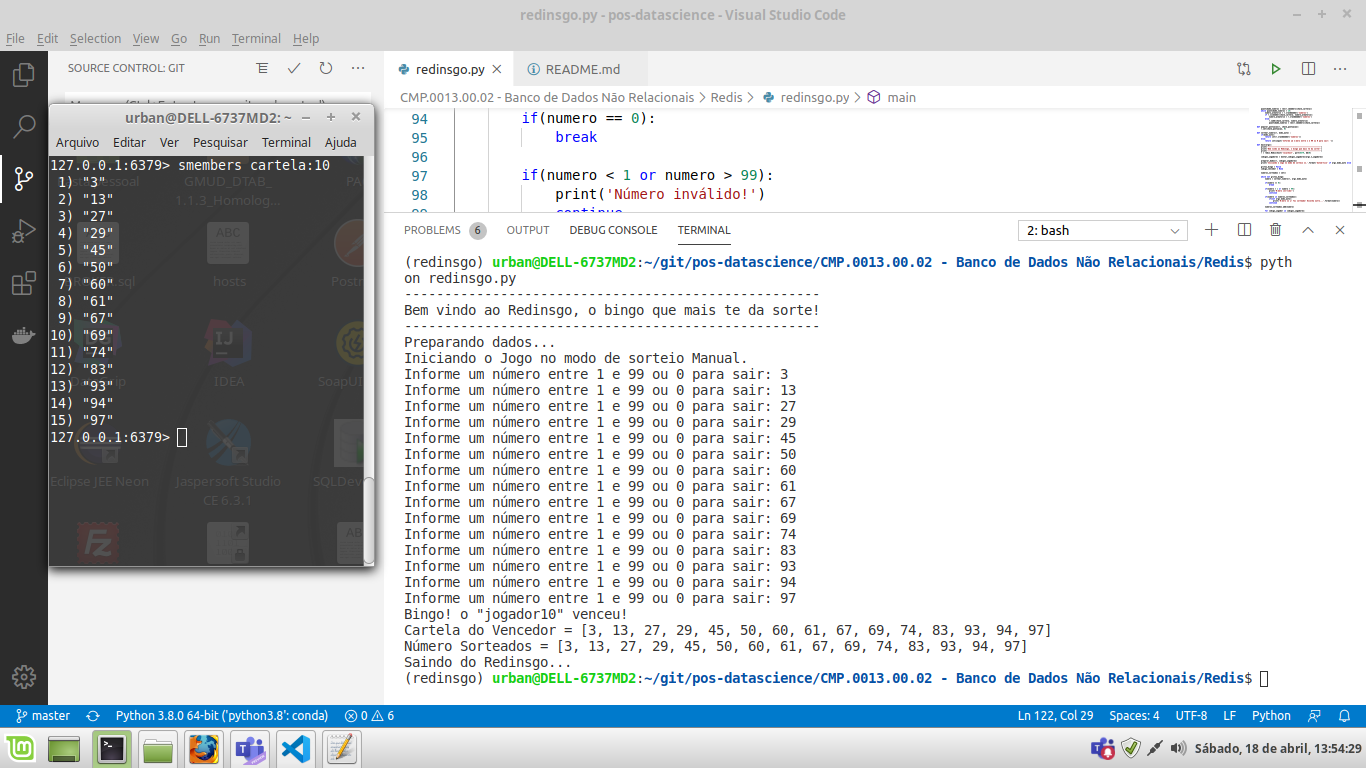 redinsgo.py - pos-datascience - Visual Studio Code
File Edit Selection View Go Run Terminal Help
SOURCE CONTROL: GIT
redinsgo.py
README.md
CMP.0013.00.02 - Banco de Dados Não Relacionais > Redis > redinsgo.py > main
94 if(numero == 0):
95 break
96
97 if(numero < 1 or numero > 99):
98 print('Número inválido!')
continue
urban@DELL-6737MD2: ~
Arquivo Editar Ver Pesquisar Terminal Ajuda
127.0.0.1:6379> smembers cartela:10
1) "3"
2) "13"
3) "27"
4) "29"
5) "45"
6) "50"
7) "60"
8) "61"
9) "67"
10) "69"
11) "74"
12) "83"
13) "93"
14) "94"
15) "97"
127.0.0.1:6379>
GMUD_DTAB_
1.1.3_Homolog...
hosts
IDEA
SoapUI
Eclipse JEE Neon
Jaspersoft Studio
CE 6.3.1
SQLDev
PROBLEMS 6 OUTPUT DEBUG CONSOLE TERMINAL
2: bash
(redinsgo) urban@DELL-6737MD2:~/git/pos-datascience/CMP.0013.00.02 - Banco de Dados Não Relacionais/Redis$ pyth
on redinsgo.py
----------------------------------------------------
Bem vindo ao Redinsgo, o bingo que mais te da sorte!
----------------------------------------------------
Preparando dados...
Iniciando o Jogo no modo de sorteio Manual.
Informe um número entre 1 e 99 ou 0 para sair: 3
Informe um número entre 1 e 99 ou 0 para sair: 13
Informe um número entre 1 e 99 ou 0 para sair: 27
Informe um número entre 1 e 99 ou 0 para sair: 29
Informe um número entre 1 e 99 ou 0 para sair: 45
Informe um número entre 1 e 99 ou 0 para sair: 50
Informe um número entre 1 e 99 ou 0 para sair: 60
Informe um número entre 1 e 99 ou 0 para sair: 61
Informe um número entre 1 e 99 ou 0 para sair: 67
Informe um número entre 1 e 99 ou 0 para sair: 69
Informe um número entre 1 e 99 ou 0 para sair: 74
Informe um número entre 1 e 99 ou 0 para sair: 83
Informe um número entre 1 e 99 ou 0 para sair: 93
Informe um número entre 1 e 99 ou 0 para sair: 94
Informe um número entre 1 e 99 ou 0 para sair: 97
Bingo! o "jogador10" venceu!
Cartela do Vencedor = [3, 13, 27, 29, 45, 50, 60, 61, 67, 69, 74, 83, 93, 94, 97]
Número Sorteados = [3, 13, 27, 29, 45, 50, 60, 61, 67, 69, 74, 83, 93, 94, 97]
Saindo do Redinsgo...
(redinsgo) urban@DELL-6737MD2:~/git/pos-datascience/CMP.0013.00.02 - Banco de Dados Não Relacionais/Redis$
master Python 3.8.0 64-bit ('python3.8': conda) 0 6 Ln 122, Col 29 Spaces: 4 UTF-8 LF Python
Sábado, 18 de abril, 13:54:29